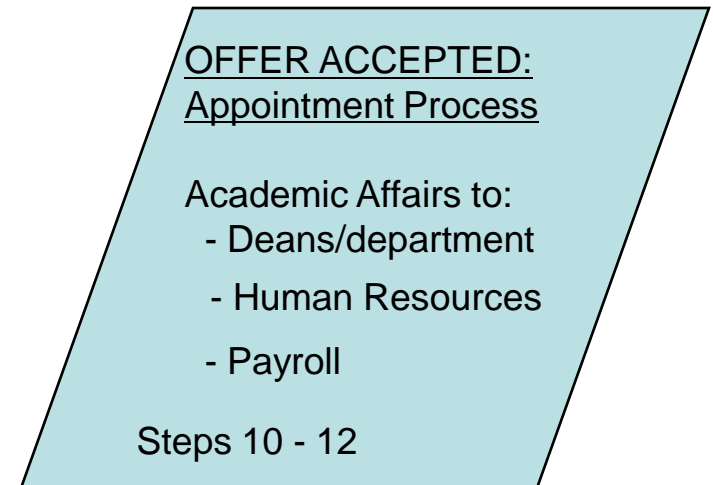 OFFER ACCEPTED:
Appointment Process
Academic Affairs to:
- Deans/department
- Human Resources
- Payroll
Steps 10 - 12